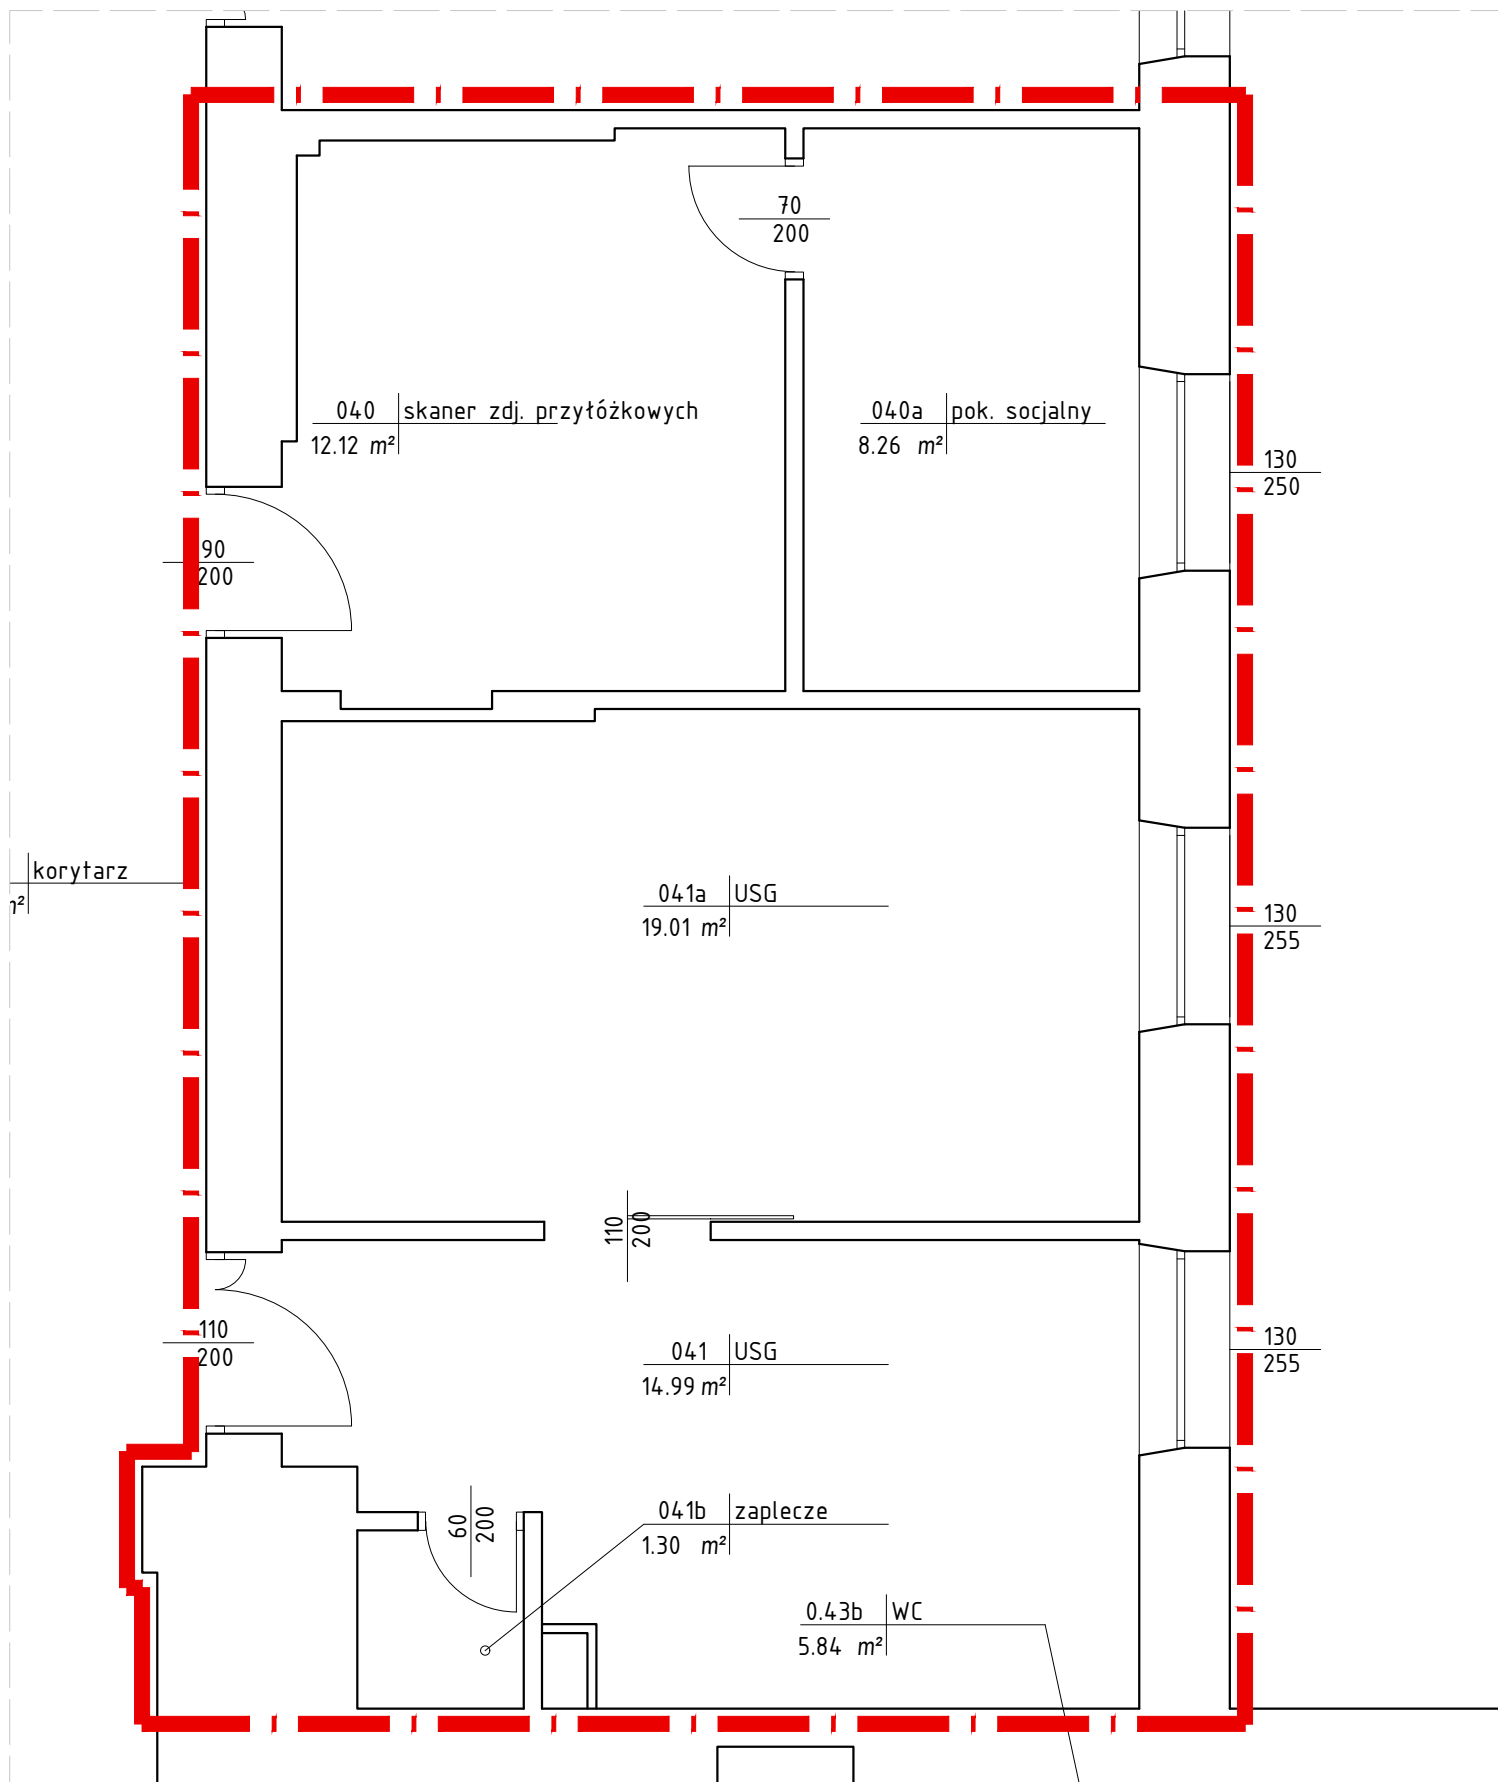 70
200
040 skaner zdj. przyłóżkowych
12.12 m²
040a pok. socjalny
8.26 m²
130
250
90
200
korytarz
m²
041a USG
19.01 m²
130
255
110
200
110
200
041 USG
14.99 m²
130
255
60
200
041b zaplecze
1.30 m²
0.43b WC
5.84 m²